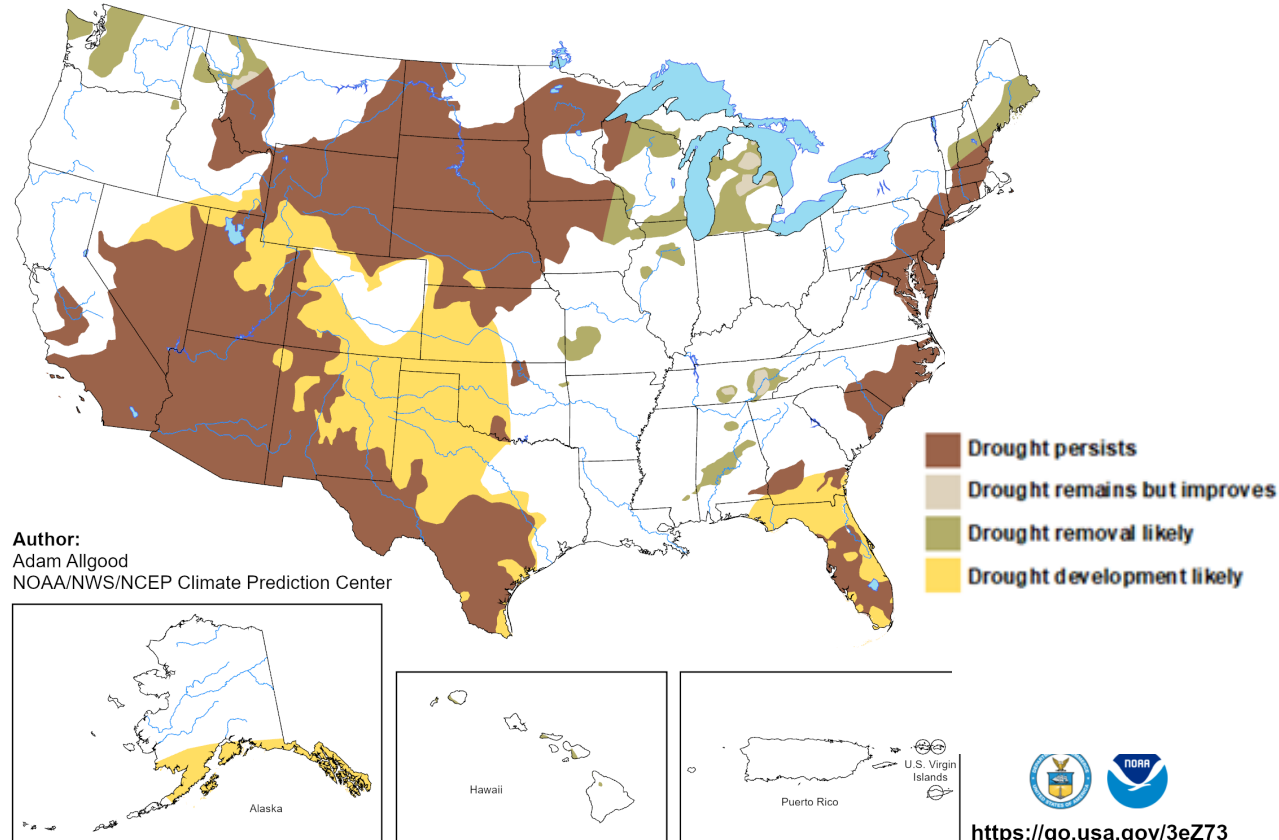 Drought persists
Drought remains but improves
Drought removal likely
Drought development likely
Author:
Adam Allgood
NOAA/NWS/NCEP Climate Prediction Center
Alaska
Hawaii
Puerto Rico
U.S. Virgin
Islands
NOAA
https://go.usa.gov/3eZ73